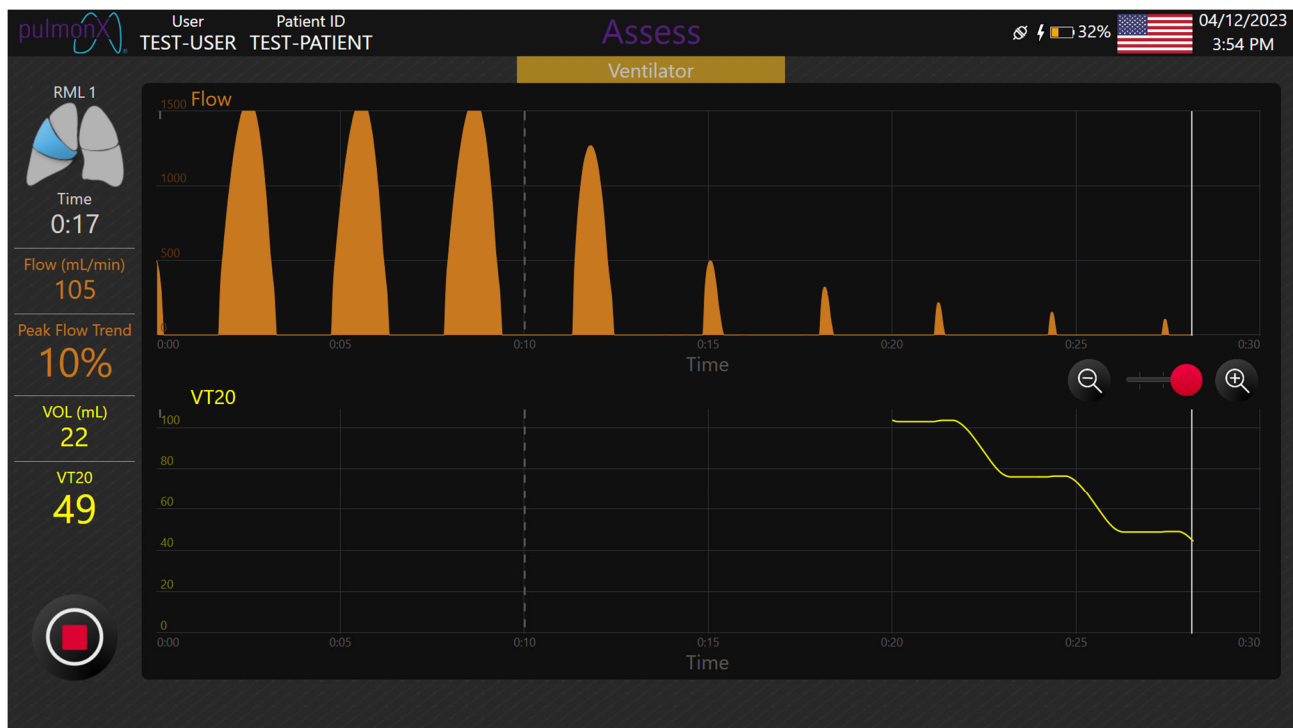 pulmonx®
User
TEST-USER
Patient ID
TEST-PATIENT
Assess
32%
04/12/2023
3:54 PM
Ventilator
RML 1
Time
0:17
Flow (mL/min)
105
Peak Flow Trend
10%
VOL (mL)
22
VT20
49
Flow
1500
1000
500
0
0:00 0:05 0:10 0:15 0:20 0:25 0:30
Time
VT20
100
80
60
40
20
0
0:00 0:05 0:10 0:15 0:20 0:25 0:30
Time